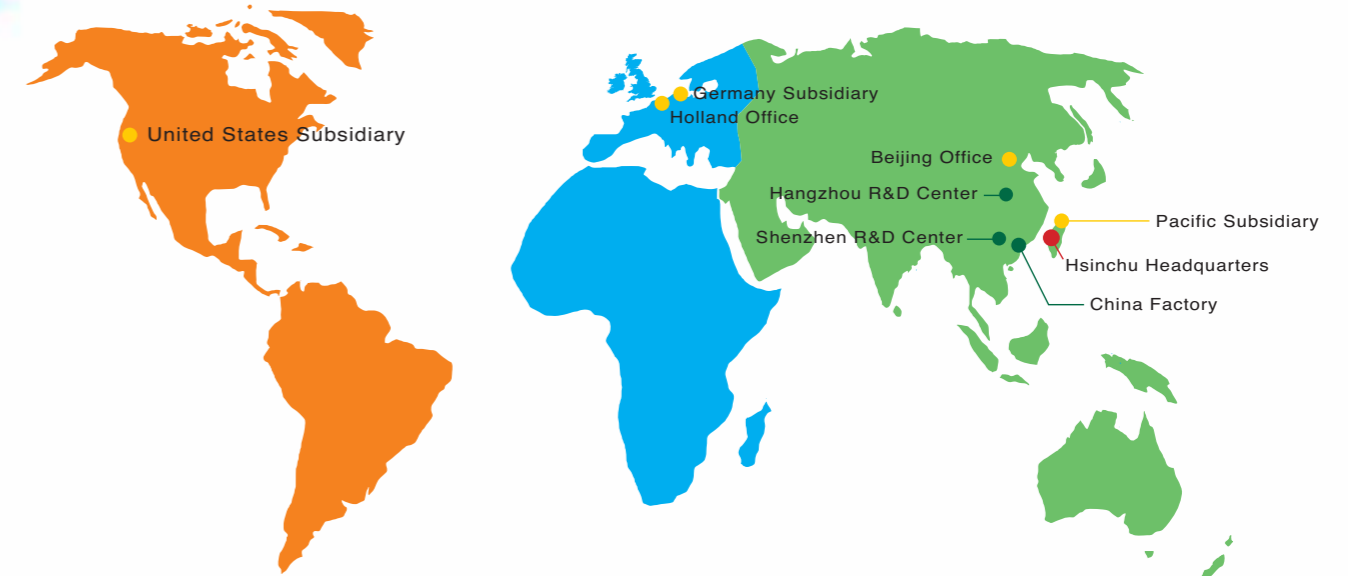 Germany Subsidiary
Holland Office
United States Subsidiary
Beijing Office
Hangzhou R&D Center
Pacific Subsidiary
Shenzhen R&D Center
Hsinchu Headquarters
China Factory